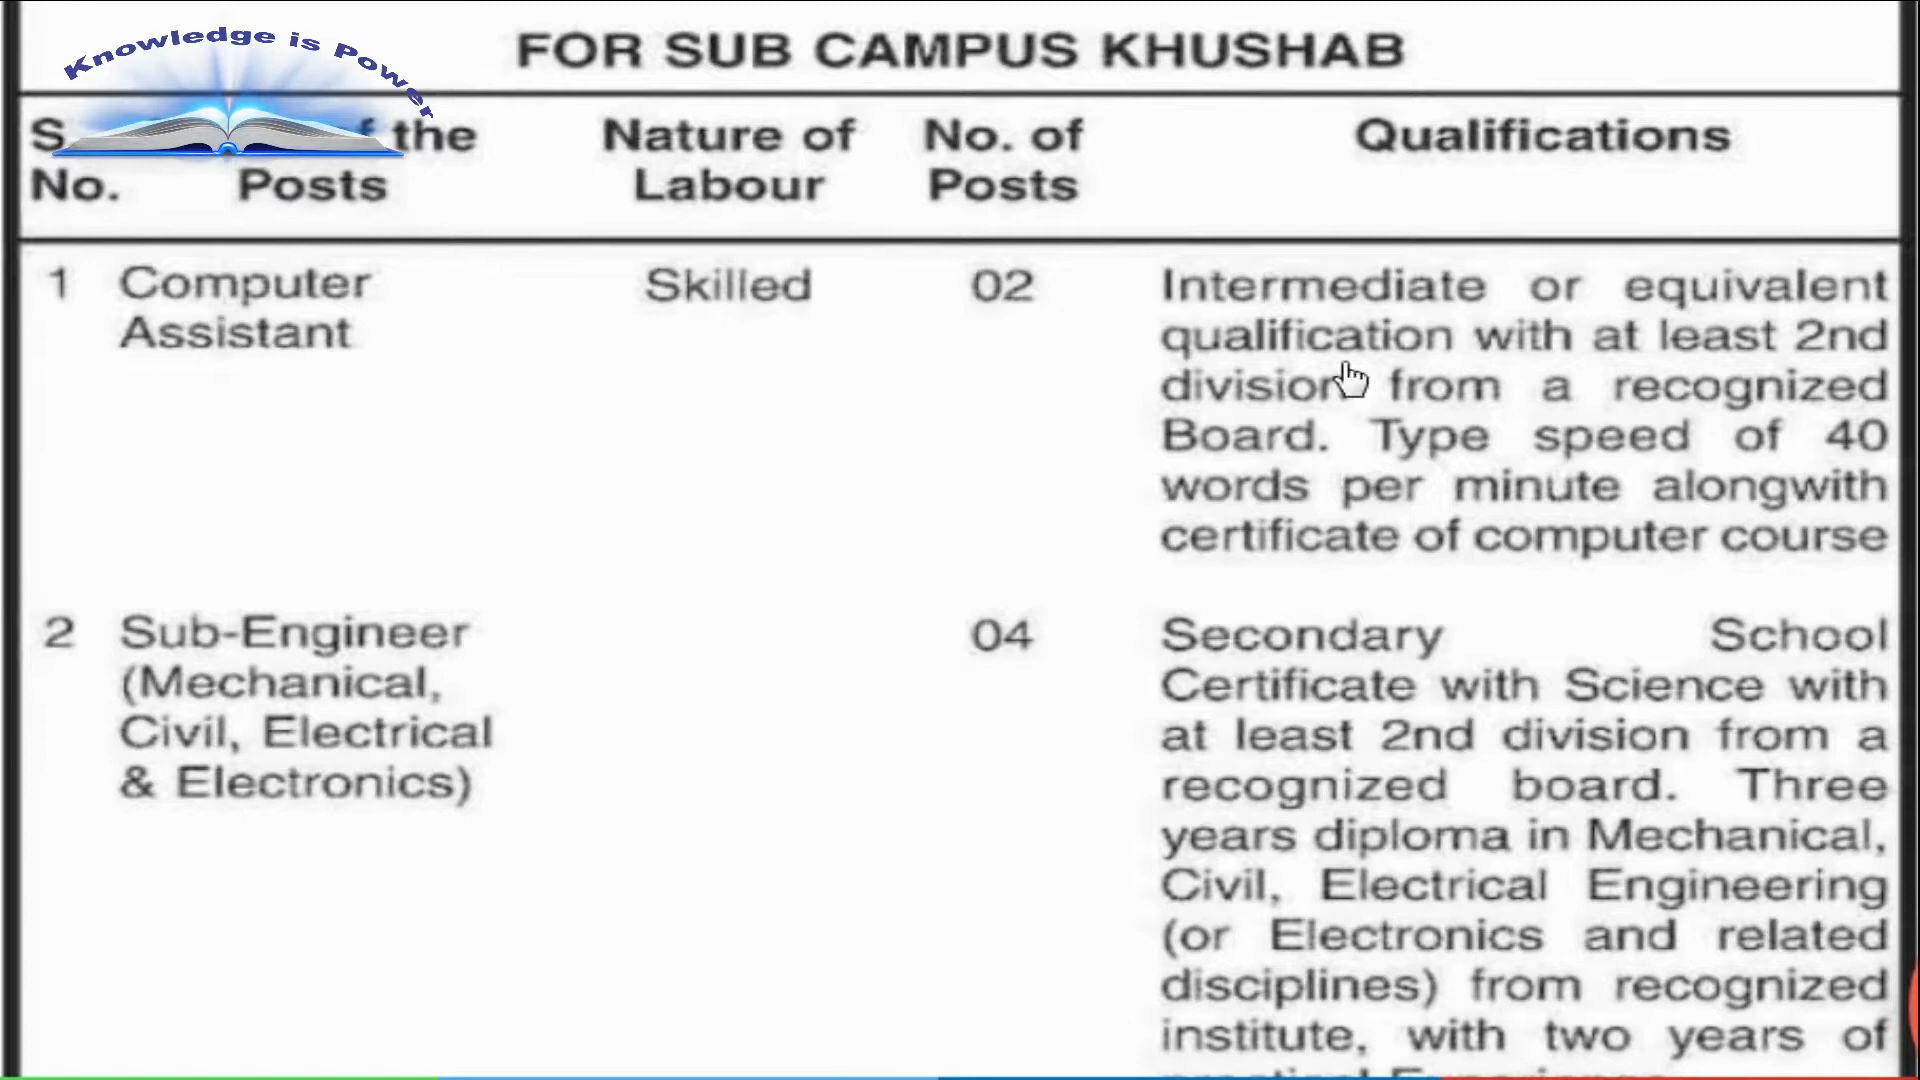 Knowledge is Power
FOR SUB CAMPUS KHUSHAB
S. the Nature of No. of Qualifications
No. Posts Labour Posts
1 Computer Skilled 02 Intermediate or equivalent
Assistant qualification with at least 2nd
division from a recognized
Board. Type speed of 40
words per minute alongwith
certificate of computer course
2 Sub-Engineer 04 Secondary School
(Mechanical, Certificate with Science with
Civil, Electrical at least 2nd division from a
& Electronics) recognized board. Three
years diploma in Mechanical,
Civil, Electrical Engineering
(or Electronics and related
disciplines) from recognized
institute, with two years of